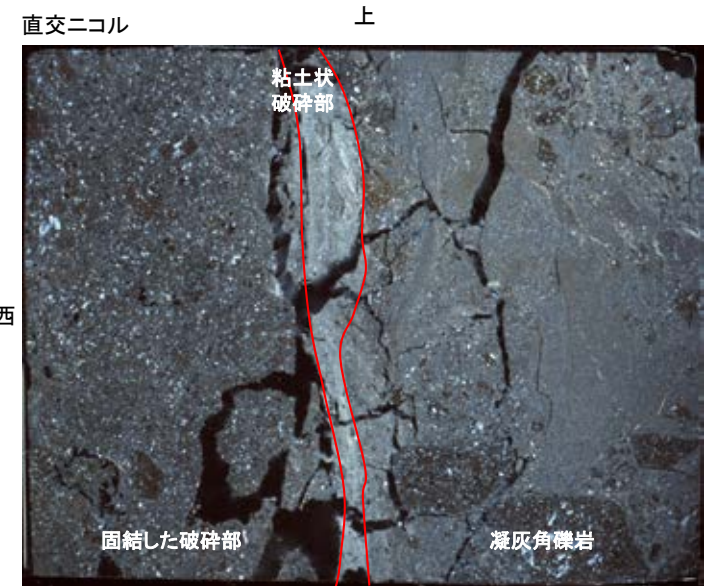 直交ニコル
上
粘土状
破砕部
西
固結した破砕部
凝灰角礫岩